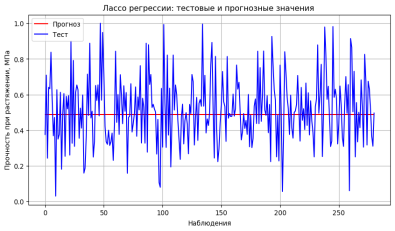 Лассо регрессии: тестовые и прогнозные значения
Прогноз
Тест
Прочность при растяжении, МПа
1.0
0.8
0.6
0.4
0.2
0.0
0
50
100
150
200
250
Наблюдения